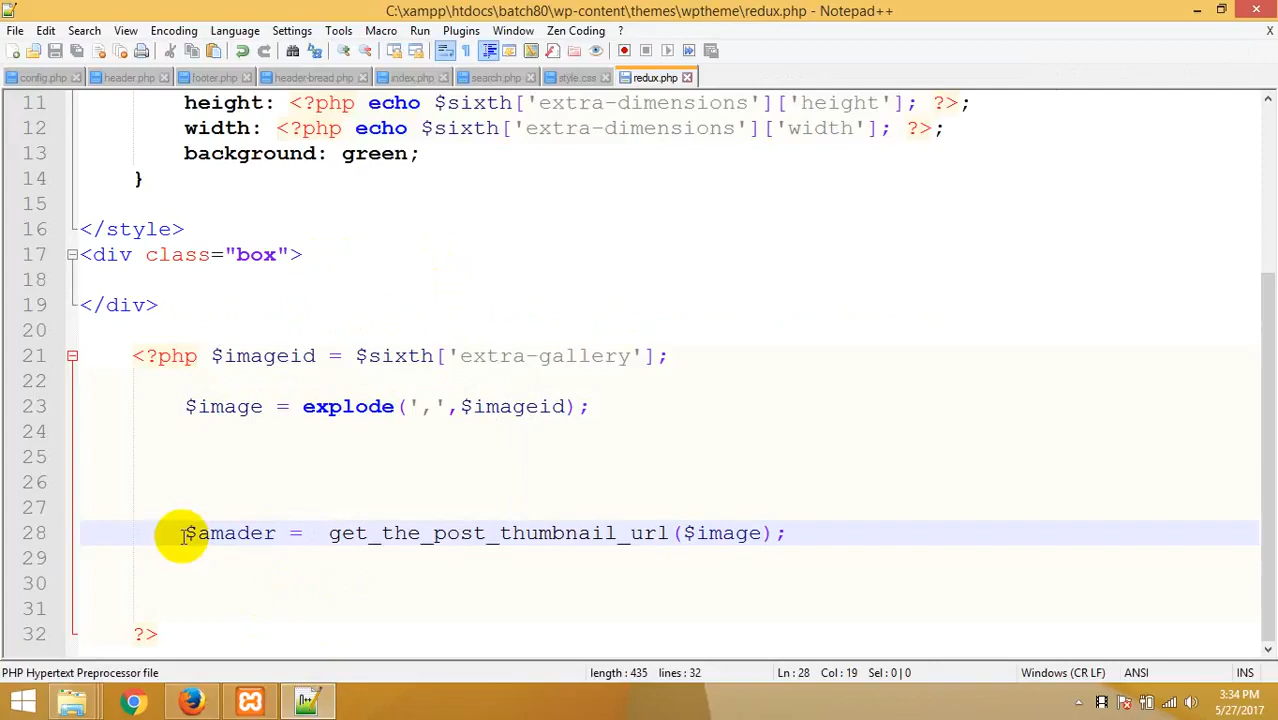 C:\xampp\htdocs\batch80\wp-content\themes\wptheme\redux.php - Notepad++
File Edit Search View Encoding Language Settings Tools Macro Run Plugins Window Zen Coding ?
X
config.php header.php footer.php header-bread.php index.php search.php style.css redux.php
11 height: <?php echo $sixth['extra-dimensions']['height']; ?>;
12 width: <?php echo $sixth['extra-dimensions']['width']; ?>;
13 background: green;
14 }
15
16 </style>
17 <div class="box">
18
19 </div>
20
21 <?php $imageid = $sixth['extra-gallery'];
22
23 $image = explode(',',$imageid);
24
25
26
27
28 $amader = get_the_post_thumbnail_url($image);
29
30
31
32 ?>
PHP Hypertext Preprocessor file length : 435 lines : 32 Ln : 28 Col : 19 Sel : 0 | 0 Windows (CR LF) ANSI INS
3:34 PM
5/27/2017